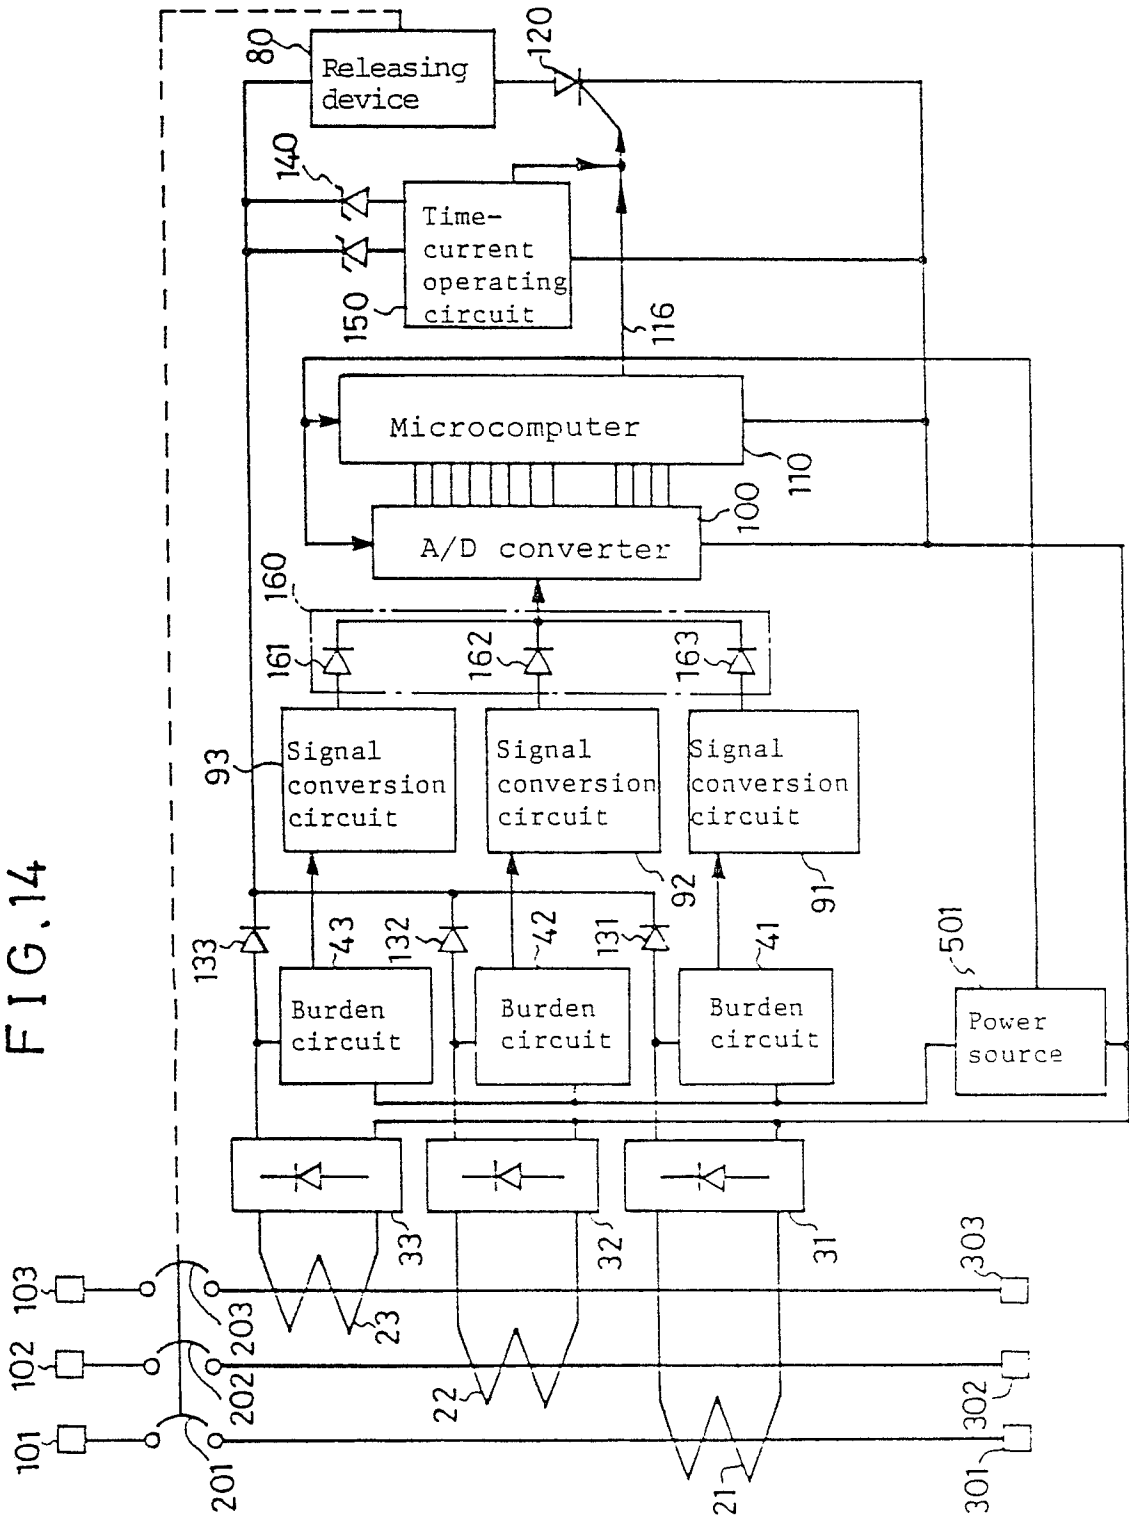 FIG.14
101
102
103
201
202
203
301
302
303
21
22
23
31
32
33
Burden
circuit
43
Burden
circuit
42
Burden
circuit
41
133
132
131
Power
source
501
Signal
conversion
circuit
93
Signal
conversion
circuit
92
Signal
conversion
circuit
91
160
161
162
163
A/D converter
100
Microcomputer
110
116
Time-
current
operating
circuit
150
140
Releasing
device
80
120